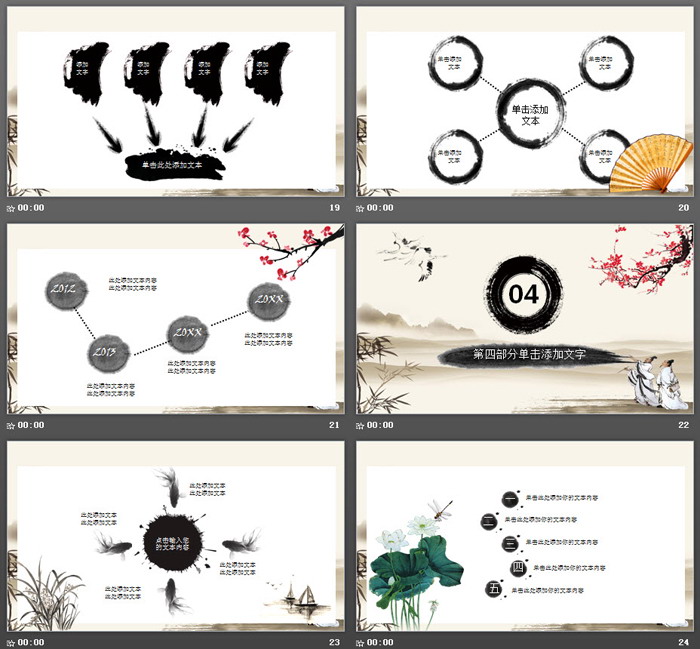 添加
文字
添加
文字
添加
文字
添加
文字
单击此处添加文本
00:00
19
单击添加
文本
单击添加
文本
单击添加
文本
单击添加
文本
单击添加
文本
00:00
20
2012
此处添加文本内容
此处添加文本内容
20XX
20XX
此处添加文本内容
此处添加文本内容
2013
此处添加文本内容
此处添加文本内容
此处添加文本内容
此处添加文本内容
00:00
21
04
第四部分单击添加文字
00:00
22
此处添加文本
此处添加文本
此处添加文本
此处添加文本
点击输入您
的文本内容
此处添加文本
此处添加文本
此处添加文本
此处添加文本
00:00
23
一 单击此处添加你的文本内容
二 单击此处添加你的文本内容
三 单击此处添加你的文本内容
四 单击此处添加你的文本内容
五 单击此处添加你的文本内容
00:00
24